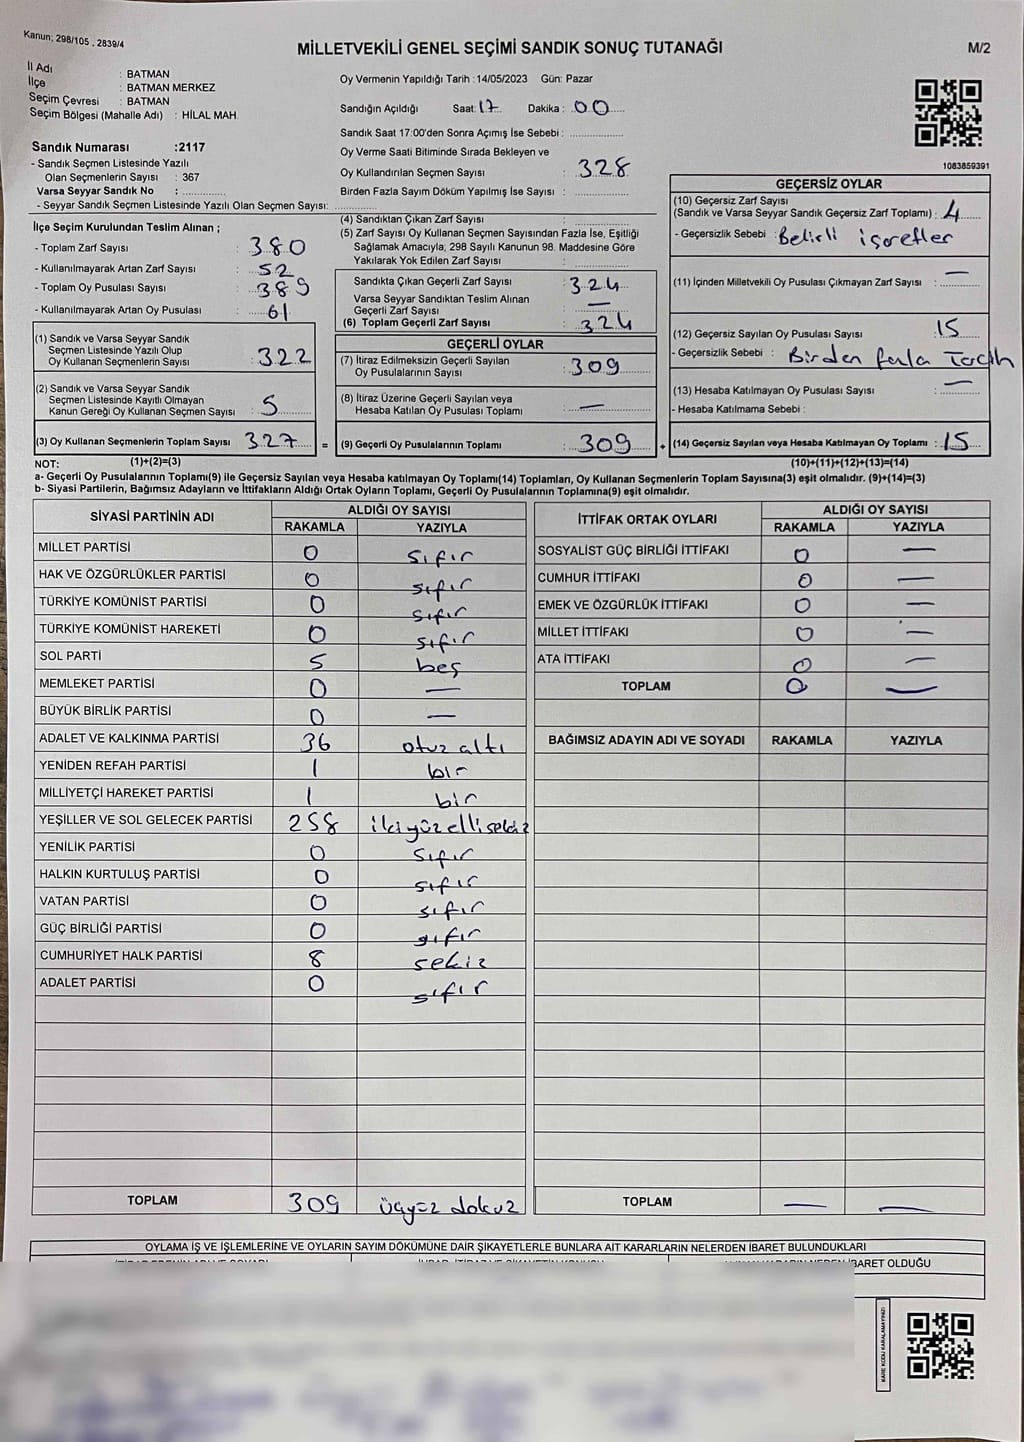 Kanun; 298/105 , 2839/4
MİLLETVEKİLİ GENEL SEÇİMİ SANDIK SONUÇ TUTANAĞI
M/2
İl Adı : BATMAN
İlçe : BATMAN MERKEZ
Seçim Çevresi : BATMAN
Seçim Bölgesi (Mahalle Adı) : HİLAL MAH.
Oy Vermenin Yapıldığı Tarih :14/05/2023 Gün: Pazar
Sandığın Açıldığı Saat: 17 Dakika : 00
Sandık Saat 17:00'den Sonra Açımış İse Sebebi :
Oy Verme Saati Bitiminde Sırada Bekleyen ve
Oy Kullandırılan Seçmen Sayısı : 328
Birden Fazla Sayım Döküm Yapılmış İse Sayısı :
1083859391
Sandık Numarası :2117
- Sandık Seçmen Listesinde Yazılı
Olan Seçmenlerin Sayısı : 367
Varsa Seyyar Sandık No :
- Seyyar Sandık Seçmen Listesinde Yazılı Olan Seçmen Sayısı:
İlçe Seçim Kurulundan Teslim Alınan ;
- Toplam Zarf Sayısı : 380
- Kullanılmayarak Artan Zarf Sayısı : 52
- Toplam Oy Pusulası Sayısı : 389
- Kullanılmayarak Artan Oy Pusulası : 61
(1) Sandık ve Varsa Seyyar Sandık
Seçmen Listesinde Yazılı Olup
Oy Kullanan Seçmenlerin Sayısı : 322
(2) Sandık ve Varsa Seyyar Sandık
Seçmen Listesinde Kayıtlı Olmayan
Kanun Gereği Oy Kullanan Seçmen Sayısı : 5
(3) Oy Kullanan Seçmenlerin Toplam Sayısı : 327 =
(4) Sandıktan Çıkan Zarf Sayısı :
(5) Zarf Sayısı Oy Kullanan Seçmen Sayısından Fazla İse, Eşitliği
Sağlamak Amacıyla; 298 Sayılı Kanunun 98. Maddesine Göre
Yakılarak Yok Edilen Zarf Sayısı :
Sandıkta Çıkan Geçerli Zarf Sayısı : 324
Varsa Seyyar Sandıktan Teslim Alınan
Geçerli Zarf Sayısı : —
(6) Toplam Geçerli Zarf Sayısı : 324
GEÇERLİ OYLAR
(7) İtiraz Edilmeksizin Geçerli Sayılan
Oy Pusulalarının Sayısı : 309
(8) İtiraz Üzerine Geçerli Sayılan veya
Hesaba Katılan Oy Pusulası Toplamı : —
(9) Geçerli Oy Pusulalarının Toplamı : 309 +
GEÇERSİZ OYLAR
(10) Geçersiz Zarf Sayısı
(Sandık ve Varsa Seyyar Sandık Geçersiz Zarf Toplamı) : 4
- Geçersizlik Sebebi : Belirli işaretler
(11) İçinden Milletvekili Oy Pusulası Çıkmayan Zarf Sayısı : —
(12) Geçersiz Sayılan Oy Pusulası Sayısı : 15
- Geçersizlik Sebebi : Birden fazla Tercih
(13) Hesaba Katılmayan Oy Pusulası Sayısı : —
- Hesaba Katılmama Sebebi :
(14) Geçersiz Sayılan veya Hesaba Katılmayan Oy Toplamı : 15
NOT: (1)+(2)=(3) (10)+(11)+(12)+(13)=(14)
a- Geçerli Oy Pusulalarının Toplamı(9) ile Geçersiz Sayılan veya Hesaba katılmayan Oy Toplamı(14) Toplamları, Oy Kullanan Seçmenlerin Toplam Sayısına(3) eşit olmalıdır. (9)+(14)=(3)
b- Siyasi Partilerin, Bağımsız Adayların ve İttifakların Aldığı Ortak Oyların Toplamı, Geçerli Oy Pusulalarının Toplamına(9) eşit olmalıdır.
SİYASİ PARTİNİN ADI ALDIĞI OY SAYISI
RAKAMLA YAZIYLA
MİLLET PARTİSİ 0 sıfır
HAK VE ÖZGÜRLÜKLER PARTİSİ 0 sıfır
TÜRKİYE KOMÜNİST PARTİSİ 0 sıfır
TÜRKİYE KOMÜNİST HAREKETİ 0 sıfır
SOL PARTİ 5 beş
MEMLEKET PARTİSİ 0 —
BÜYÜK BİRLİK PARTİSİ 0 —
ADALET VE KALKINMA PARTİSİ 36 otuz altı
YENİDEN REFAH PARTİSİ 1 bir
MİLLİYETÇİ HAREKET PARTİSİ 1 bir
YEŞİLLER VE SOL GELECEK PARTİSİ 258 ikiyüz elli sekiz
YENİLİK PARTİSİ 0 sıfır
HALKIN KURTULUŞ PARTİSİ 0 sıfır
VATAN PARTİSİ 0 sıfır
GÜÇ BİRLİĞİ PARTİSİ 0 sıfır
CUMHURİYET HALK PARTİSİ 8 sekiz
ADALET PARTİSİ 0 sıfır
TOPLAM 309 üçyüz dokuz
İTTİFAK ORTAK OYLARI ALDIĞI OY SAYISI
RAKAMLA YAZIYLA
SOSYALİST GÜÇ BİRLİĞİ İTTİFAKI 0 —
CUMHUR İTTİFAKI 0 —
EMEK VE ÖZGÜRLÜK İTTİFAKI 0 —
MİLLET İTTİFAKI 0 —
ATA İTTİFAKI 0 —
TOPLAM 0 —
BAĞIMSIZ ADAYIN ADI VE SOYADI RAKAMLA YAZIYLA
TOPLAM — —
OYLAMA İŞ VE İŞLEMLERİNE VE OYLARIN SAYIM DÖKÜMÜNE DAİR ŞİKAYETLERLE BUNLARA AİT KARARLARIN NELERDEN İBARET BULUNDUKLARI
İBARET OLDUĞU
KARE KODU KARALAMAYINIZ!